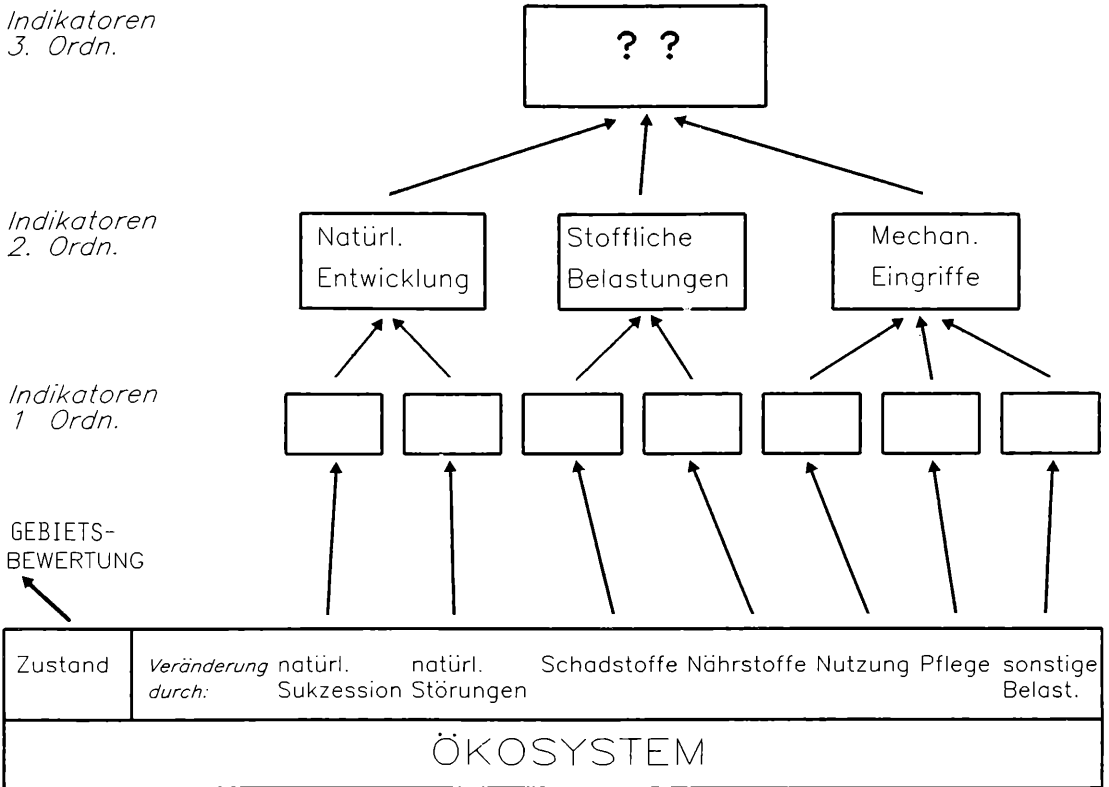 Indikatoren
3. Ordn.
? ?
Indikatoren
2. Ordn.
Natürl.
Entwicklung
Stoffliche
Belastungen
Mechan.
Eingriffe
Indikatoren
1 Ordn.
GEBIETS-
BEWERTUNG
Zustand
Veränderung
durch:
natürl.
Sukzession
natürl.
Störungen
Schadstoffe
Nährstoffe
Nutzung
Pflege
sonstige
Belast.
ÖKOSYSTEM